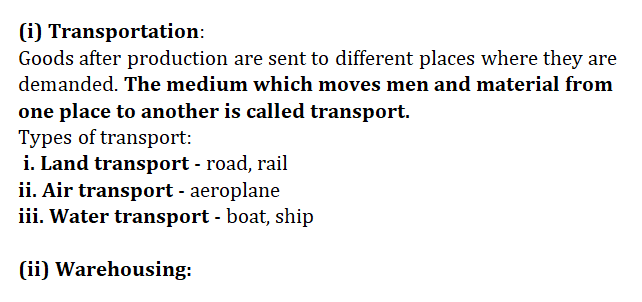 (i) Transportation:
Goods after production are sent to different places where they are
demanded. The medium which moves men and material from
one place to another is called transport.
Types of transport:
i. Land transport - road, rail
ii. Air transport - aeroplane
iii. Water transport - boat, ship
(ii) Warehousing: